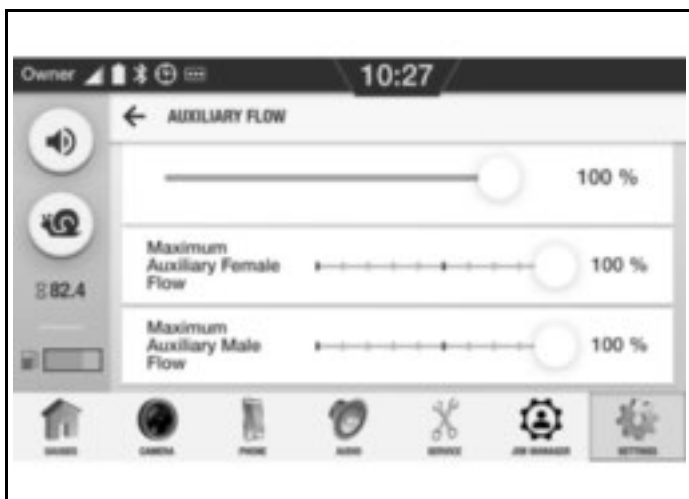 Owner
10:27
AUXILIARY FLOW
100 %
Maximum
Auxiliary Female
Flow
100 %
82.4
Maximum
Auxiliary Male
Flow
100 %
GAUGES
CAMERA
PHONE
AUDIO
SERVICE
JOB MANAGER
SETTINGS